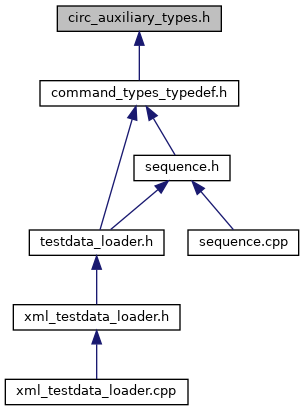 circ_auxiliary_types.h
command_types_typedef.h
sequence.h
testdata_loader.h
sequence.cpp
xml_testdata_loader.h
xml_testdata_loader.cpp